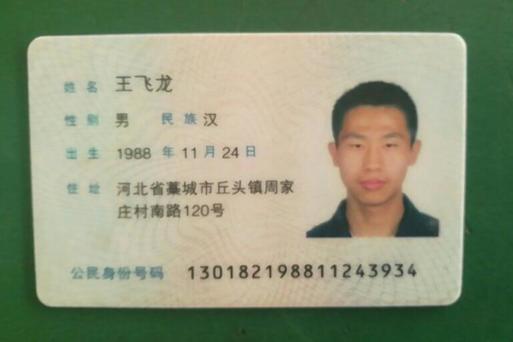 姓名 王飞龙
性别 男 民族 汉
出生 1988 年 11 月 24 日
住址 河北省藁城市丘头镇周家
庄村南路120号
公民身份号码 130182198811243934